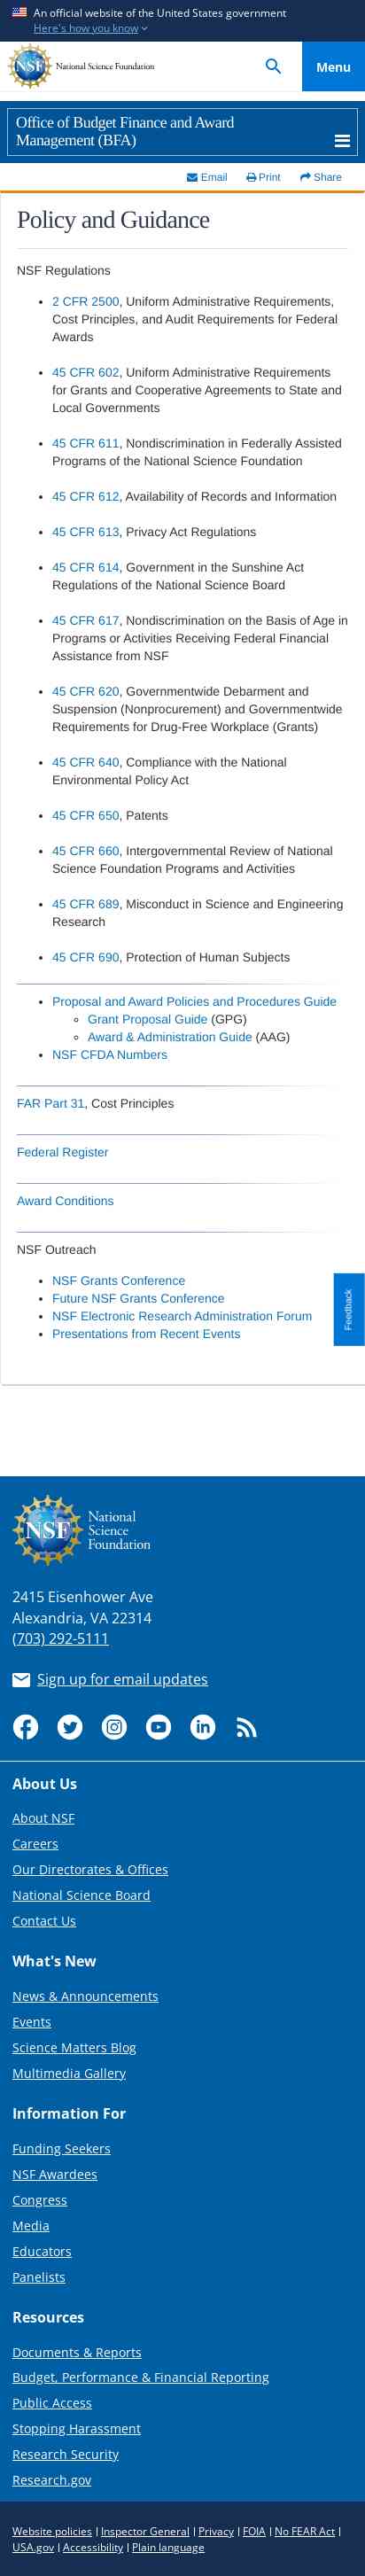 An official website of the United States government
Here's how you know
NSF National Science Foundation
Menu
Office of Budget Finance and Award
Management (BFA)
Email Print Share
Policy and Guidance
NSF Regulations
2 CFR 2500, Uniform Administrative Requirements,
Cost Principles, and Audit Requirements for Federal
Awards
45 CFR 602, Uniform Administrative Requirements
for Grants and Cooperative Agreements to State and
Local Governments
45 CFR 611, Nondiscrimination in Federally Assisted
Programs of the National Science Foundation
45 CFR 612, Availability of Records and Information
45 CFR 613, Privacy Act Regulations
45 CFR 614, Government in the Sunshine Act
Regulations of the National Science Board
45 CFR 617, Nondiscrimination on the Basis of Age in
Programs or Activities Receiving Federal Financial
Assistance from NSF
45 CFR 620, Governmentwide Debarment and
Suspension (Nonprocurement) and Governmentwide
Requirements for Drug-Free Workplace (Grants)
45 CFR 640, Compliance with the National
Environmental Policy Act
45 CFR 650, Patents
45 CFR 660, Intergovernmental Review of National
Science Foundation Programs and Activities
45 CFR 689, Misconduct in Science and Engineering
Research
45 CFR 690, Protection of Human Subjects
Proposal and Award Policies and Procedures Guide
Grant Proposal Guide (GPG)
Award & Administration Guide (AAG)
NSF CFDA Numbers
FAR Part 31, Cost Principles
Federal Register
Award Conditions
NSF Outreach
NSF Grants Conference
Future NSF Grants Conference
NSF Electronic Research Administration Forum
Presentations from Recent Events
Feedback
NSF
National
Science
Foundation
2415 Eisenhower Ave
Alexandria, VA 22314
(703) 292-5111
Sign up for email updates
About Us
About NSF
Careers
Our Directorates & Offices
National Science Board
Contact Us
What's New
News & Announcements
Events
Science Matters Blog
Multimedia Gallery
Information For
Funding Seekers
NSF Awardees
Congress
Media
Educators
Panelists
Resources
Documents & Reports
Budget, Performance & Financial Reporting
Public Access
Stopping Harassment
Research Security
Research.gov
Website policies | Inspector General | Privacy | FOIA | No FEAR Act |
USA.gov | Accessibility | Plain language